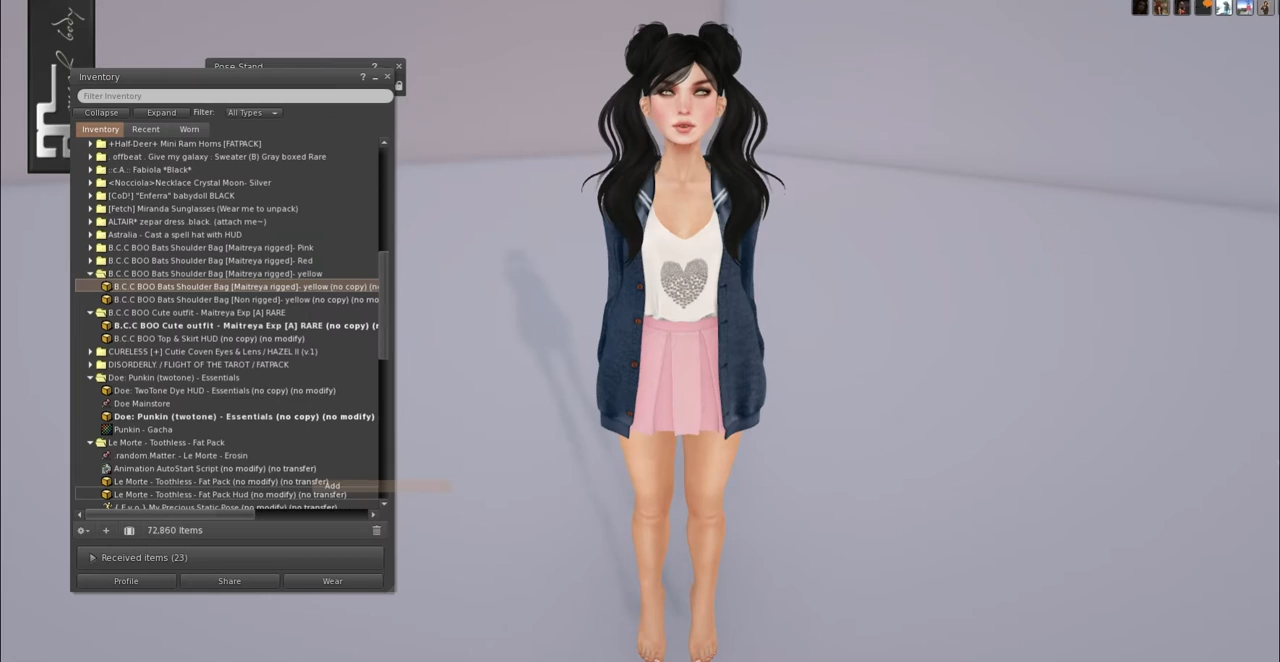 Pose Stand ?
Inventory ?
Filter Inventory
Collapse Expand Filter: All Types
Inventory Recent Worn
+Half-Deer+ Mini Ram Horns [FATPACK]
. offbeat . Give my galaxy : Sweater (B) Gray boxed Rare
::c.A:: Fabiola *Black*
<Nocciola>Necklace Crystal Moon- Silver
[CoD!] "Enferra" babydoll BLACK
[Fetch] Miranda Sunglasses (Wear me to unpack)
ALTAIR* zepar dress .black. (attach me~)
Astralia - Cast a spell hat with HUD
B.C.C BOO Bats Shoulder Bag [Maitreya rigged]- Pink
B.C.C BOO Bats Shoulder Bag [Maitreya rigged]- Red
B.C.C BOO Bats Shoulder Bag [Maitreya rigged]- yellow
B.C.C BOO Bats Shoulder Bag [Maitreya rigged]- yellow (no copy) (n
B.C.C BOO Bats Shoulder Bag [Non rigged]- yellow (no copy) (no mo
B.C.C BOO Cute outfit - Maitreya Exp [A] RARE
B.C.C BOO Cute outfit - Maitreya Exp [A] RARE (no copy) (r
B.C.C BOO Top & Skirt HUD (no copy) (no modify)
CURELESS [+] Cutie Coven Eyes & Lens / HAZEL II (v.1)
DISORDERLY. / FLIGHT OF THE TAROT / FATPACK
Doe: Punkin (twotone) - Essentials
Doe: TwoTone Dye HUD - Essentials (no copy) (no modify)
Doe Mainstore
Doe: Punkin (twotone) - Essentials (no copy) (no modify)
Punkin - Gacha
Le Morte - Toothless - Fat Pack
.random.Matter. - Le Morte - Erosin
Animation AutoStart Script (no modify) (no transfer)
Le Morte - Toothless - Fat Pack (no modify) (no transfer)
Add
Le Morte - Toothless - Fat Pack Hud (no modify) (no transfer)
{.E v o.} My Precious Static Pose (no modify) (no transfer)
72,860 Items
Received items (23)
Profile Share Wear